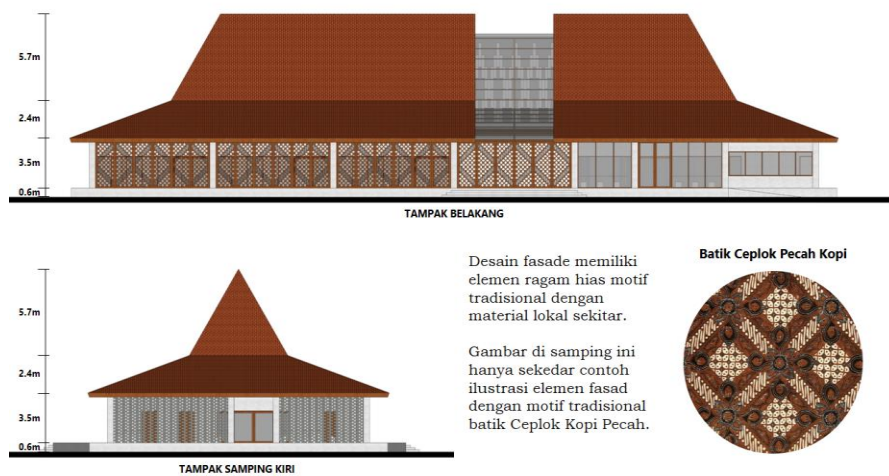 5.7m
2.4m
3.5m
0.6m
TAMPAK BELAKANG
5.7m
2.4m
3.5m
0.6m
TAMPAK SAMPING KIRI
Desain fasade memiliki
elemen ragam hias motif
tradisional dengan
material lokal sekitar.
Gambar di samping ini
hanya sekedar contoh
ilustrasi elemen fasad
dengan motif tradisional
batik Ceplok Kopi Pecah.
Batik Ceplok Pecah Kopi